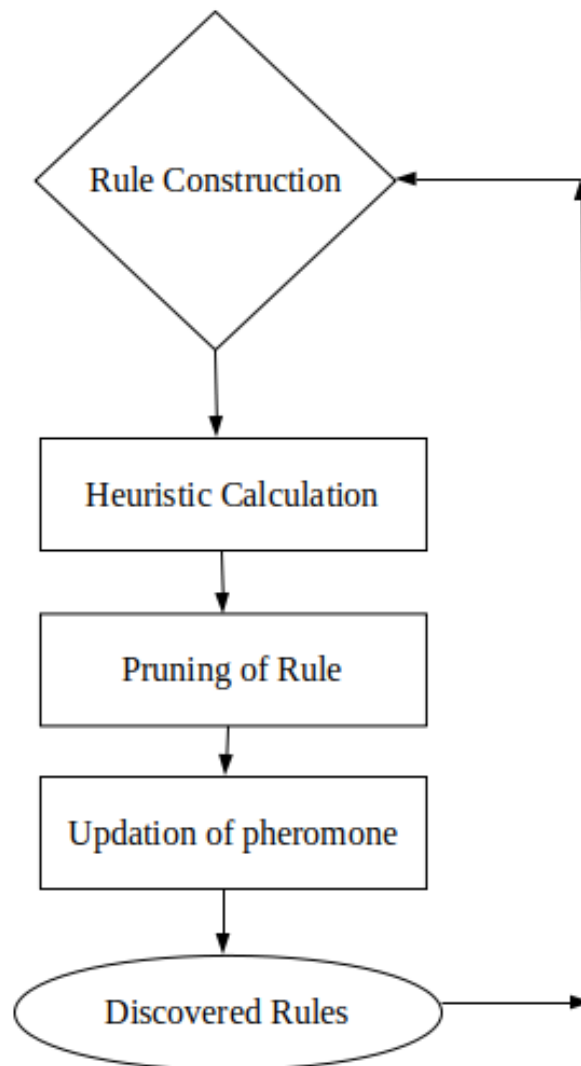 Rule Construction
Heuristic Calculation
Pruning of Rule
Updation of pheromone
Discovered Rules